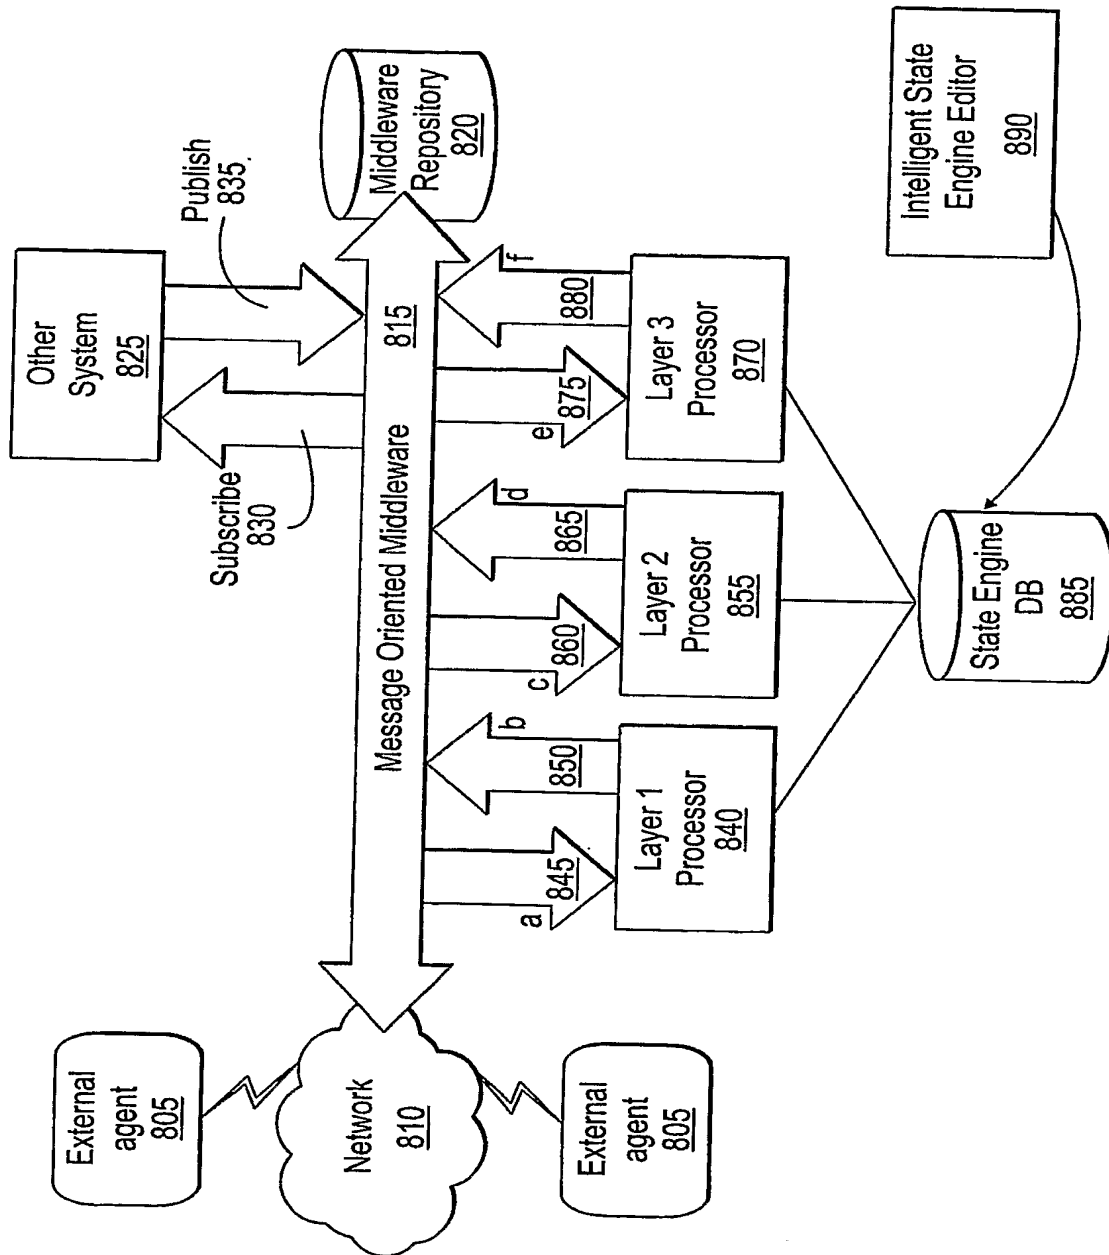 External
agent
805
Network
810
External
agent
805
Other
System
825
Subscribe
830
Publish
835.
Message Oriented Middleware
815
Middleware
Repository
820
a
845
b
850
c
860
d
865
e
875
f
880
Layer 1
Processor
840
Layer 2
Processor
855
Layer 3
Processor
870
State Engine
DB
885
Intelligent State
Engine Editor
890